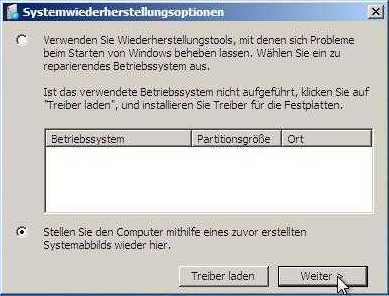 Systemwiederherstellungsoptionen
Verwenden Sie Wiederherstellungstools, mit denen sich Probleme
beim Starten von Windows beheben lassen. Wählen Sie ein zu
reparierendes Betriebssystem aus.
Ist das verwendete Betriebssystem nicht aufgeführt, klicken Sie auf
"Treiber laden", und installieren Sie Treiber für die Festplatten.
Betriebssystem Partitionsgröße Ort
Stellen Sie den Computer mithilfe eines zuvor erstellten
Systemabbilds wieder hier.
Treiber laden Weiter >